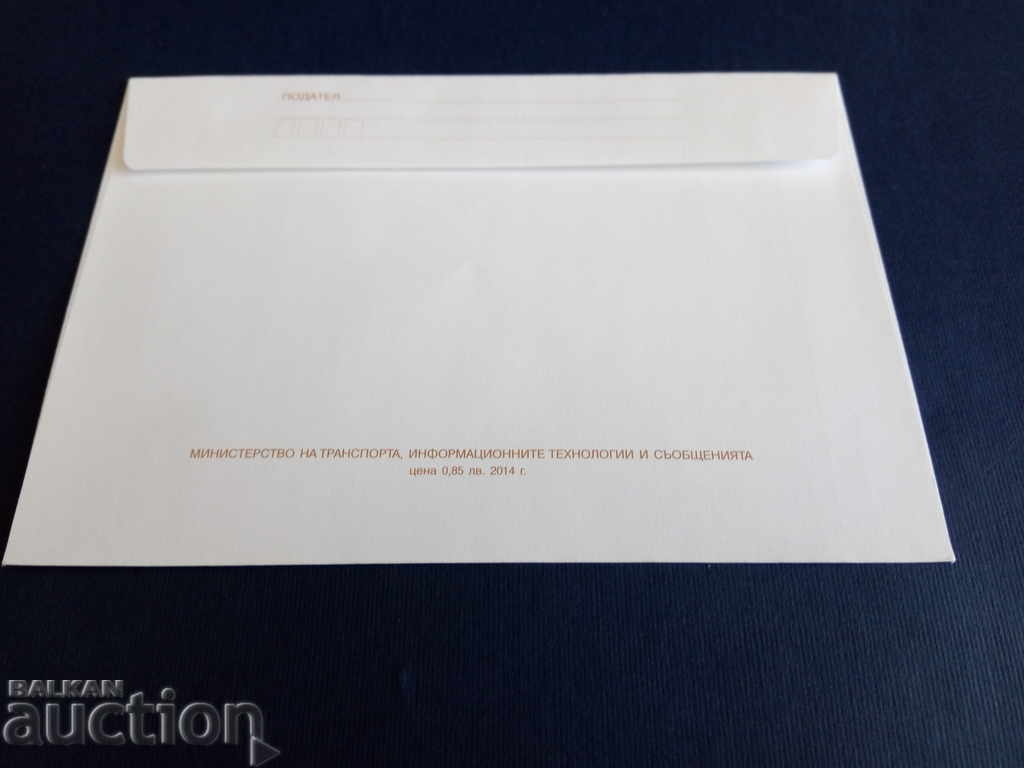 ПОДАТЕЛ
МИНИСТЕРСТВО НА ТРАНСПОРТА, ИНФОРМАЦИОННИТЕ ТЕХНОЛОГИИ И СЪОБЩЕНИЯТА
цена 0,85 лв. 2014 г.
BALKAN
auction